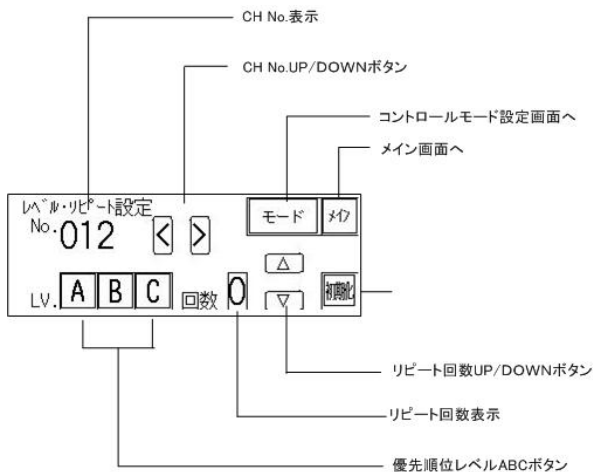 CH No.表示
CH No.UP/DOWNボタン
コントロールモード設定画面へ
メイン画面へ
レベル・リピート設定
モード
メイン
No.012
<
>
△
LV.
A
B
C
回数
0
▽
初期化
リピート回数UP/DOWNボタン
リピート回数表示
優先順位レベルABCボタン